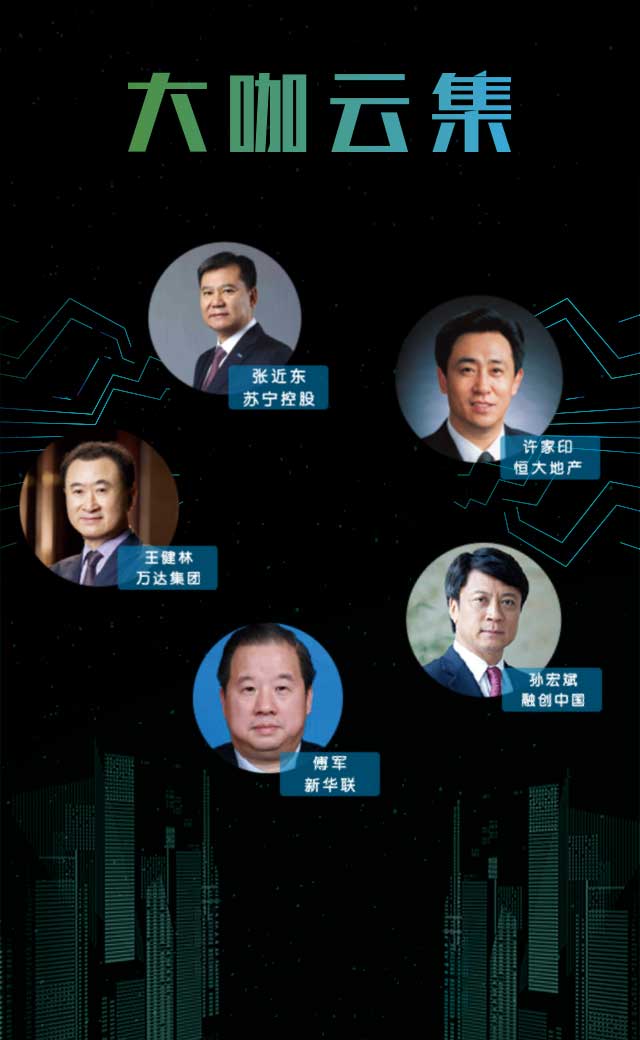 大咖云集
张近东
苏宁控股
许家印
恒大地产
王健林
万达集团
孙宏斌
融创中国
傅军
新华联